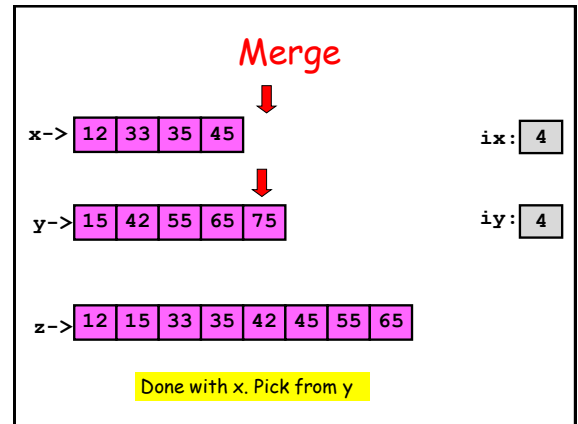 Merge
x-> 12 33 35 45 ix: 4
y-> 15 42 55 65 75 iy: 4
z-> 12 15 33 35 42 45 55 65
Done with x. Pick from y